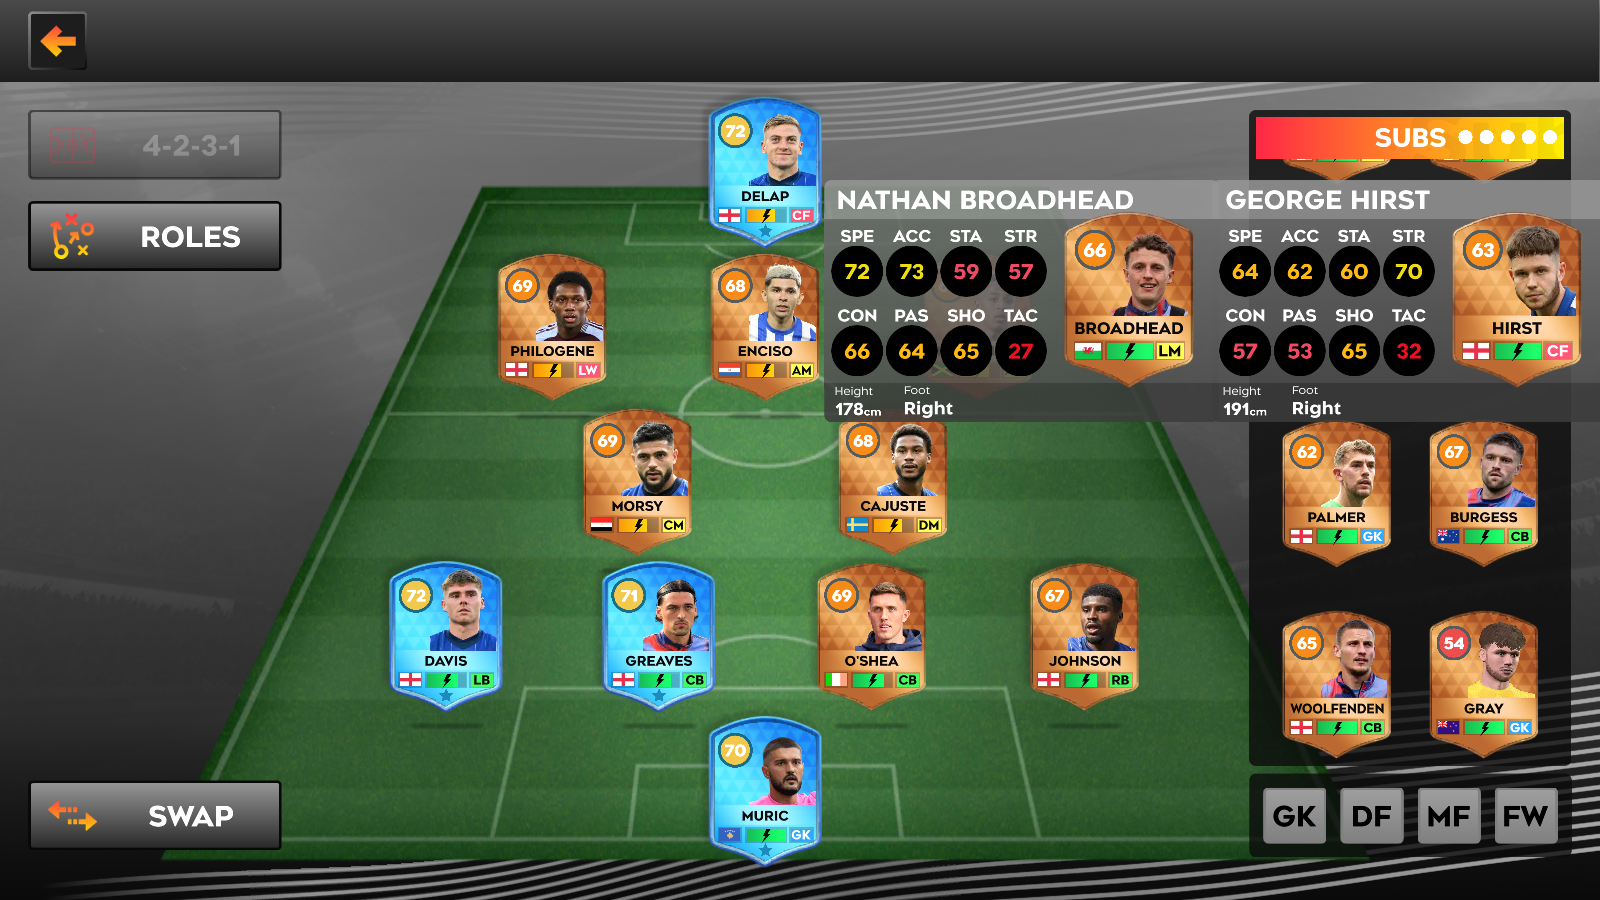 4-2-3-1
ROLES
SWAP
SUBS
72
DELAP
CF
69
PHILOGENE
LW
68
ENCISO
AM
NATHAN BROADHEAD
SPE ACC STA STR
72 73 59 57
CON PAS SHO TAC
66 64 65 27
Height Foot
178cm Right
66
BROADHEAD
LM
GEORGE HIRST
SPE ACC STA STR
64 62 60 70
CON PAS SHO TAC
57 53 65 32
Height Foot
191cm Right
63
HIRST
CF
69
MORSY
CM
68
CAJUSTE
DM
62
PALMER
GK
67
BURGESS
CB
72
DAVIS
LB
71
GREAVES
CB
69
O'SHEA
CB
67
JOHNSON
RB
65
WOOLFENDEN
CB
54
GRAY
GK
70
MURIC
GK
GK DF MF FW